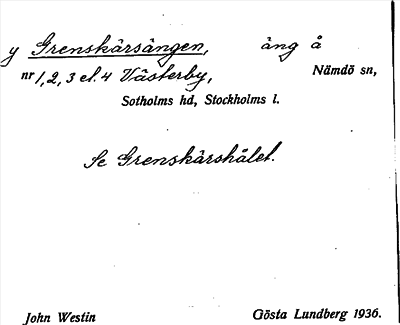 y Grenskärsängen, äng å
nr 1, 2, 3 el. 4 Västerby, Nämdö sn,
Sotholms hd, Stockholms l.
Se Grenskärshålet.
John Westin Gösta Lundberg 1936.